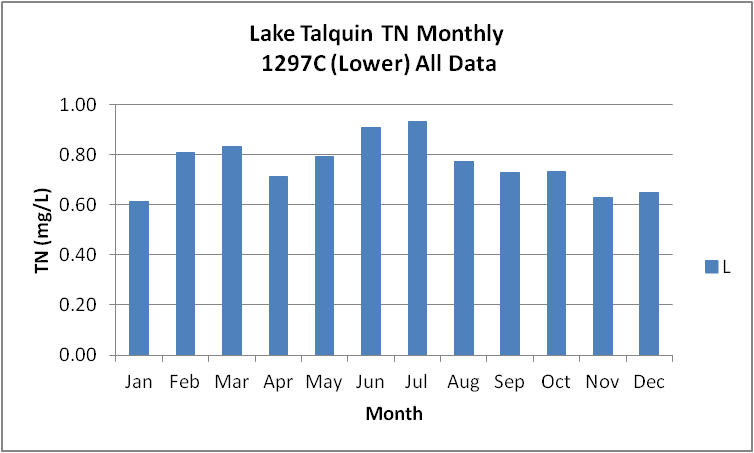 Lake Talquin TN Monthly
1297C (Lower) All Data
1.00
0.80
0.60
0.40
0.20
0.00
TN (mg/L)
Jan Feb Mar Apr May Jun Jul Aug Sep Oct Nov Dec
Month
L